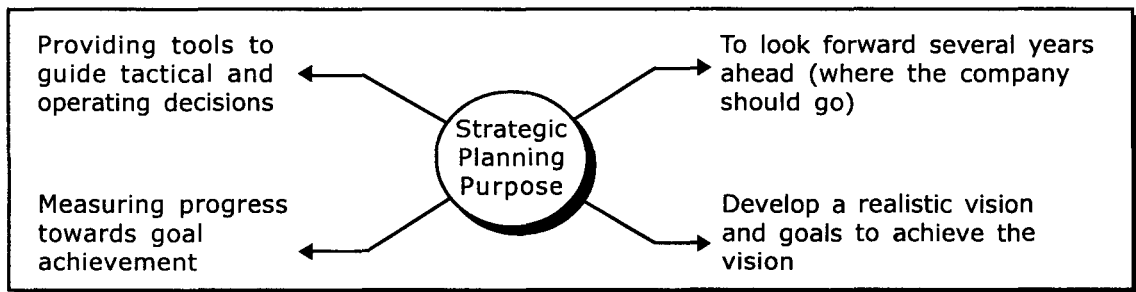 Providing tools to
guide tactical and
operating decisions
To look forward several years
ahead (where the company
should go)
Strategic
Planning
Purpose
Measuring progress
towards goal
achievement
Develop a realistic vision
and goals to achieve the
vision